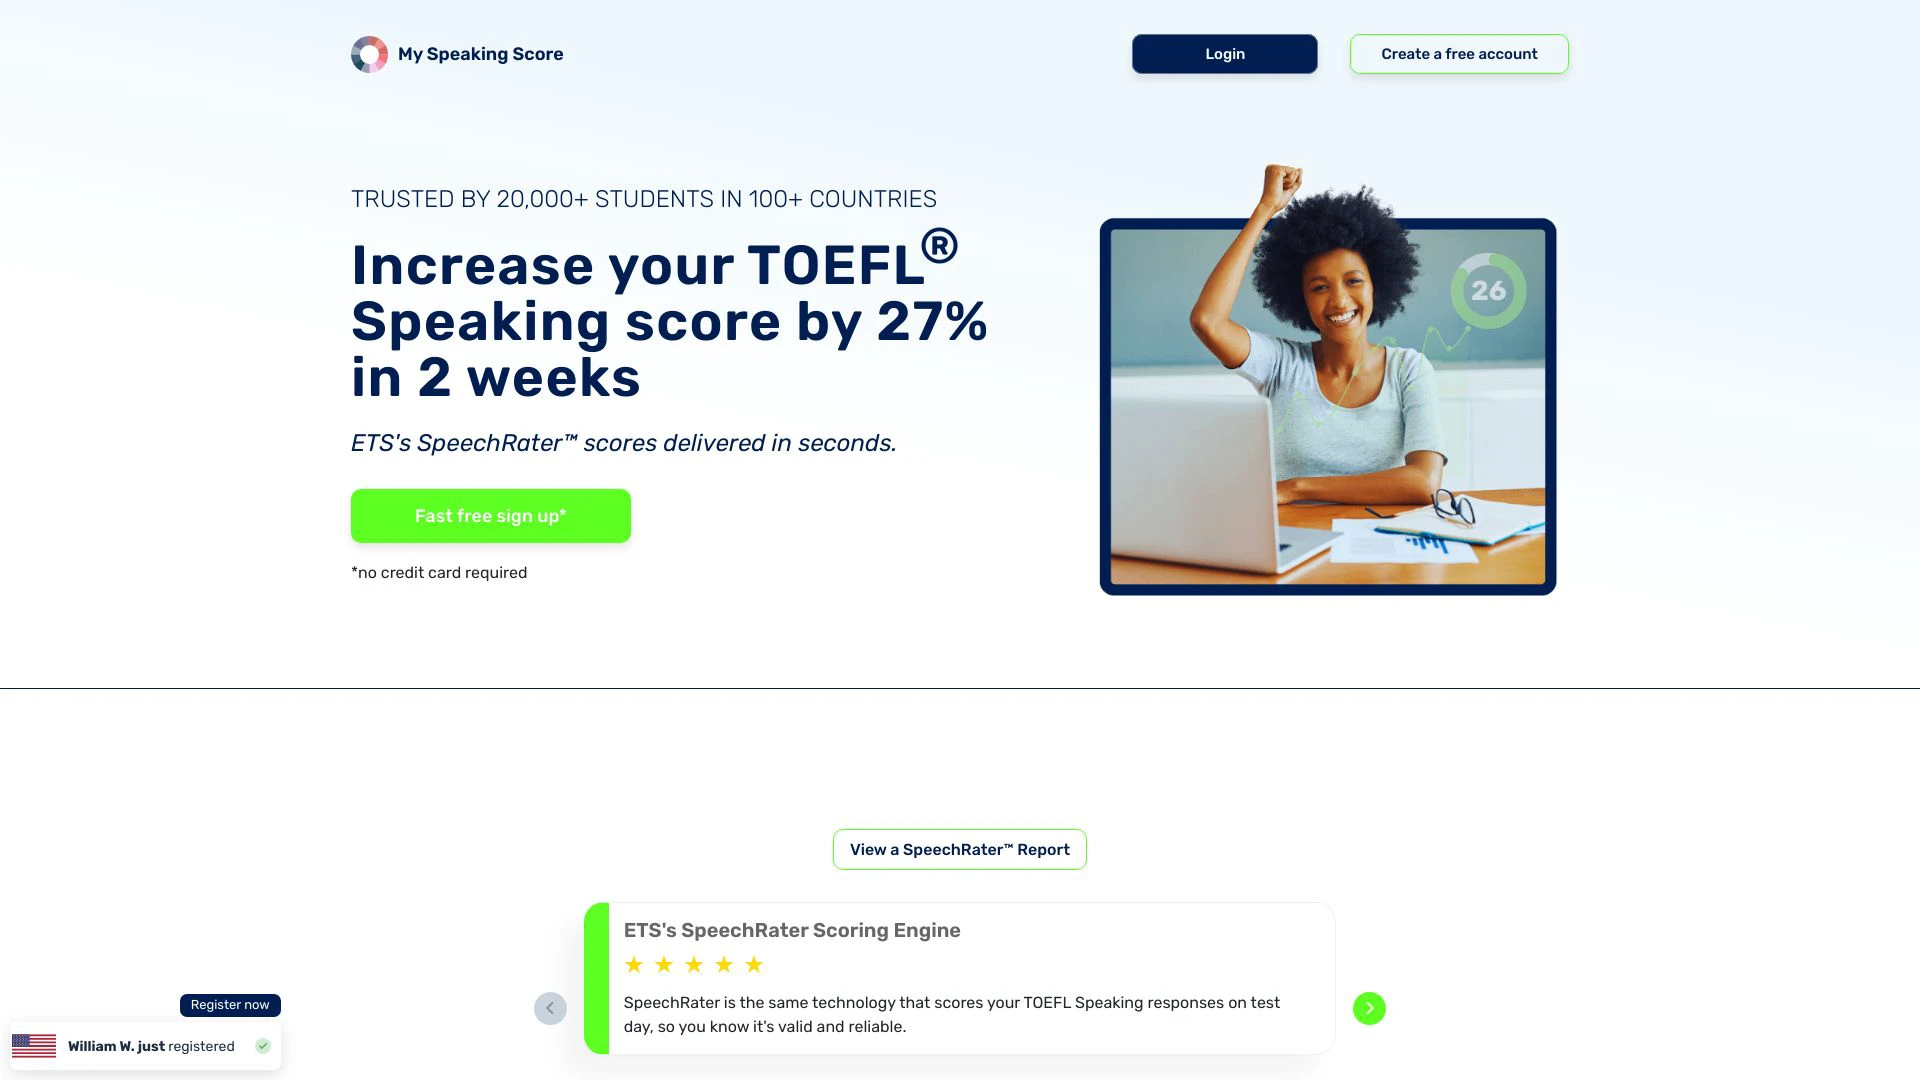 My Speaking Score
Login
Create a free account
TRUSTED BY 20,000+ STUDENTS IN 100+ COUNTRIES
Increase your TOEFL®
Speaking score by 27%
in 2 weeks
ETS's SpeechRater™ scores delivered in seconds.
Fast free sign up*
*no credit card required
26
View a SpeechRater™ Report
ETS's SpeechRater Scoring Engine
SpeechRater is the same technology that scores your TOEFL Speaking responses on test
day, so you know it's valid and reliable.
Register now
William W. just registered